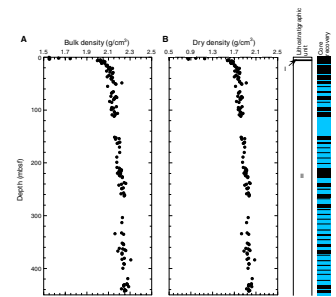 A
Bulk density (g/cm³)
1.5 1.7 1.9 2.1 2.3 2.5
B
Dry density (g/cm³)
0.5 0.9 1.3 1.7 2.1 2.5
Lithostratigraphic
unit
Core
recovery
0
100
200
300
400
Depth (mbsf)
I
II